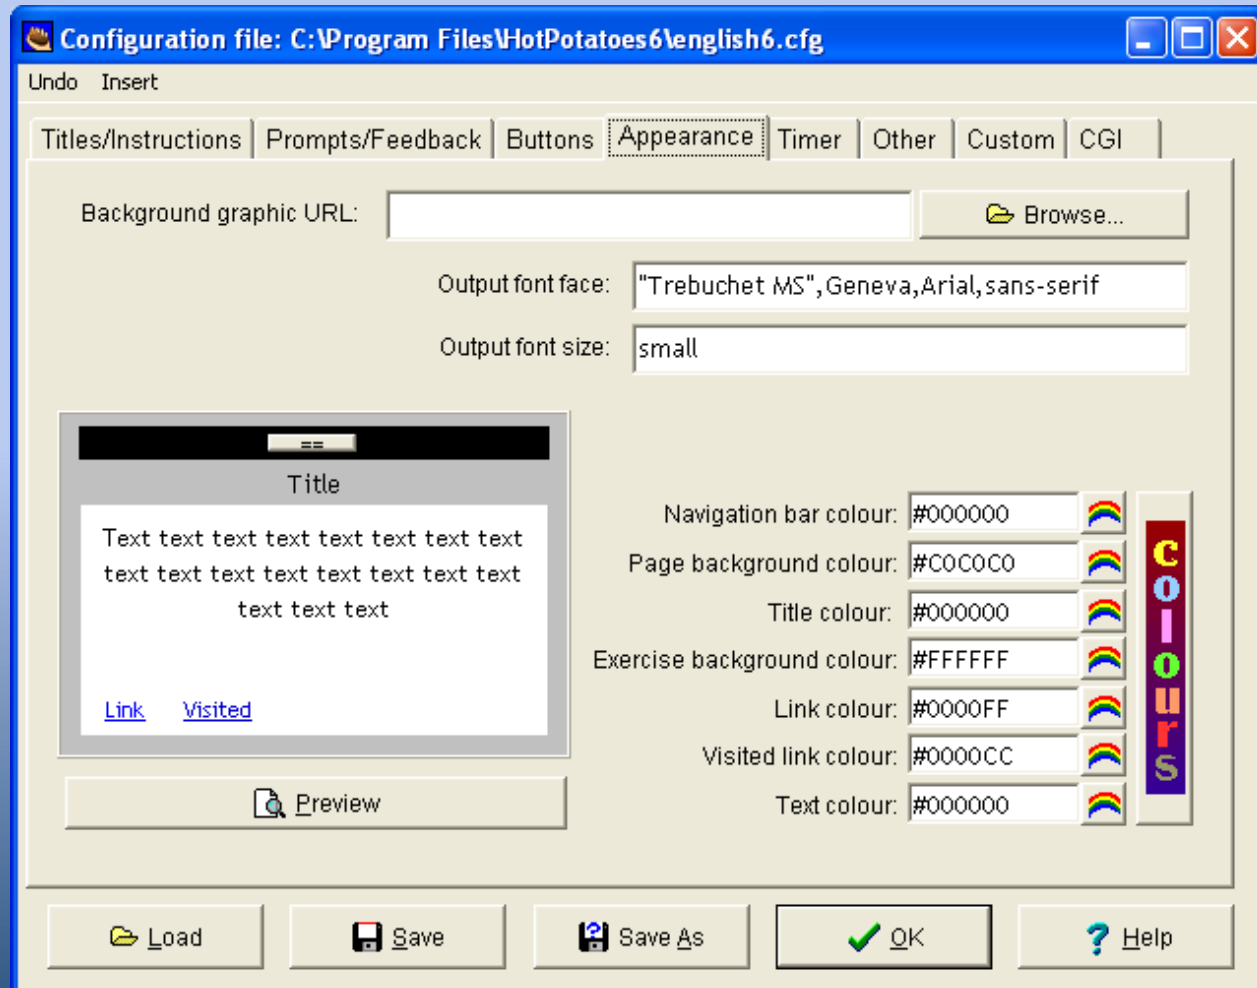 Configuration file: C:\Program Files\HotPotatoes6\english6.cfg
Undo Insert
Titles/Instructions Prompts/Feedback Buttons Appearance Timer Other Custom CGI
Background graphic URL: Browse...
Output font face: "Trebuchet MS",Geneva,Arial,sans-serif
Output font size: small
==
Title
Text text text text text text text text
text text text text text text text text
text text text
Link Visited
Preview
Navigation bar colour: #000000
Page background colour: #C0C0C0
Title colour: #000000
Exercise background colour: #FFFFFF
Link colour: #0000FF
Visited link colour: #0000CC
Text colour: #000000
colours
Load Save Save As OK Help